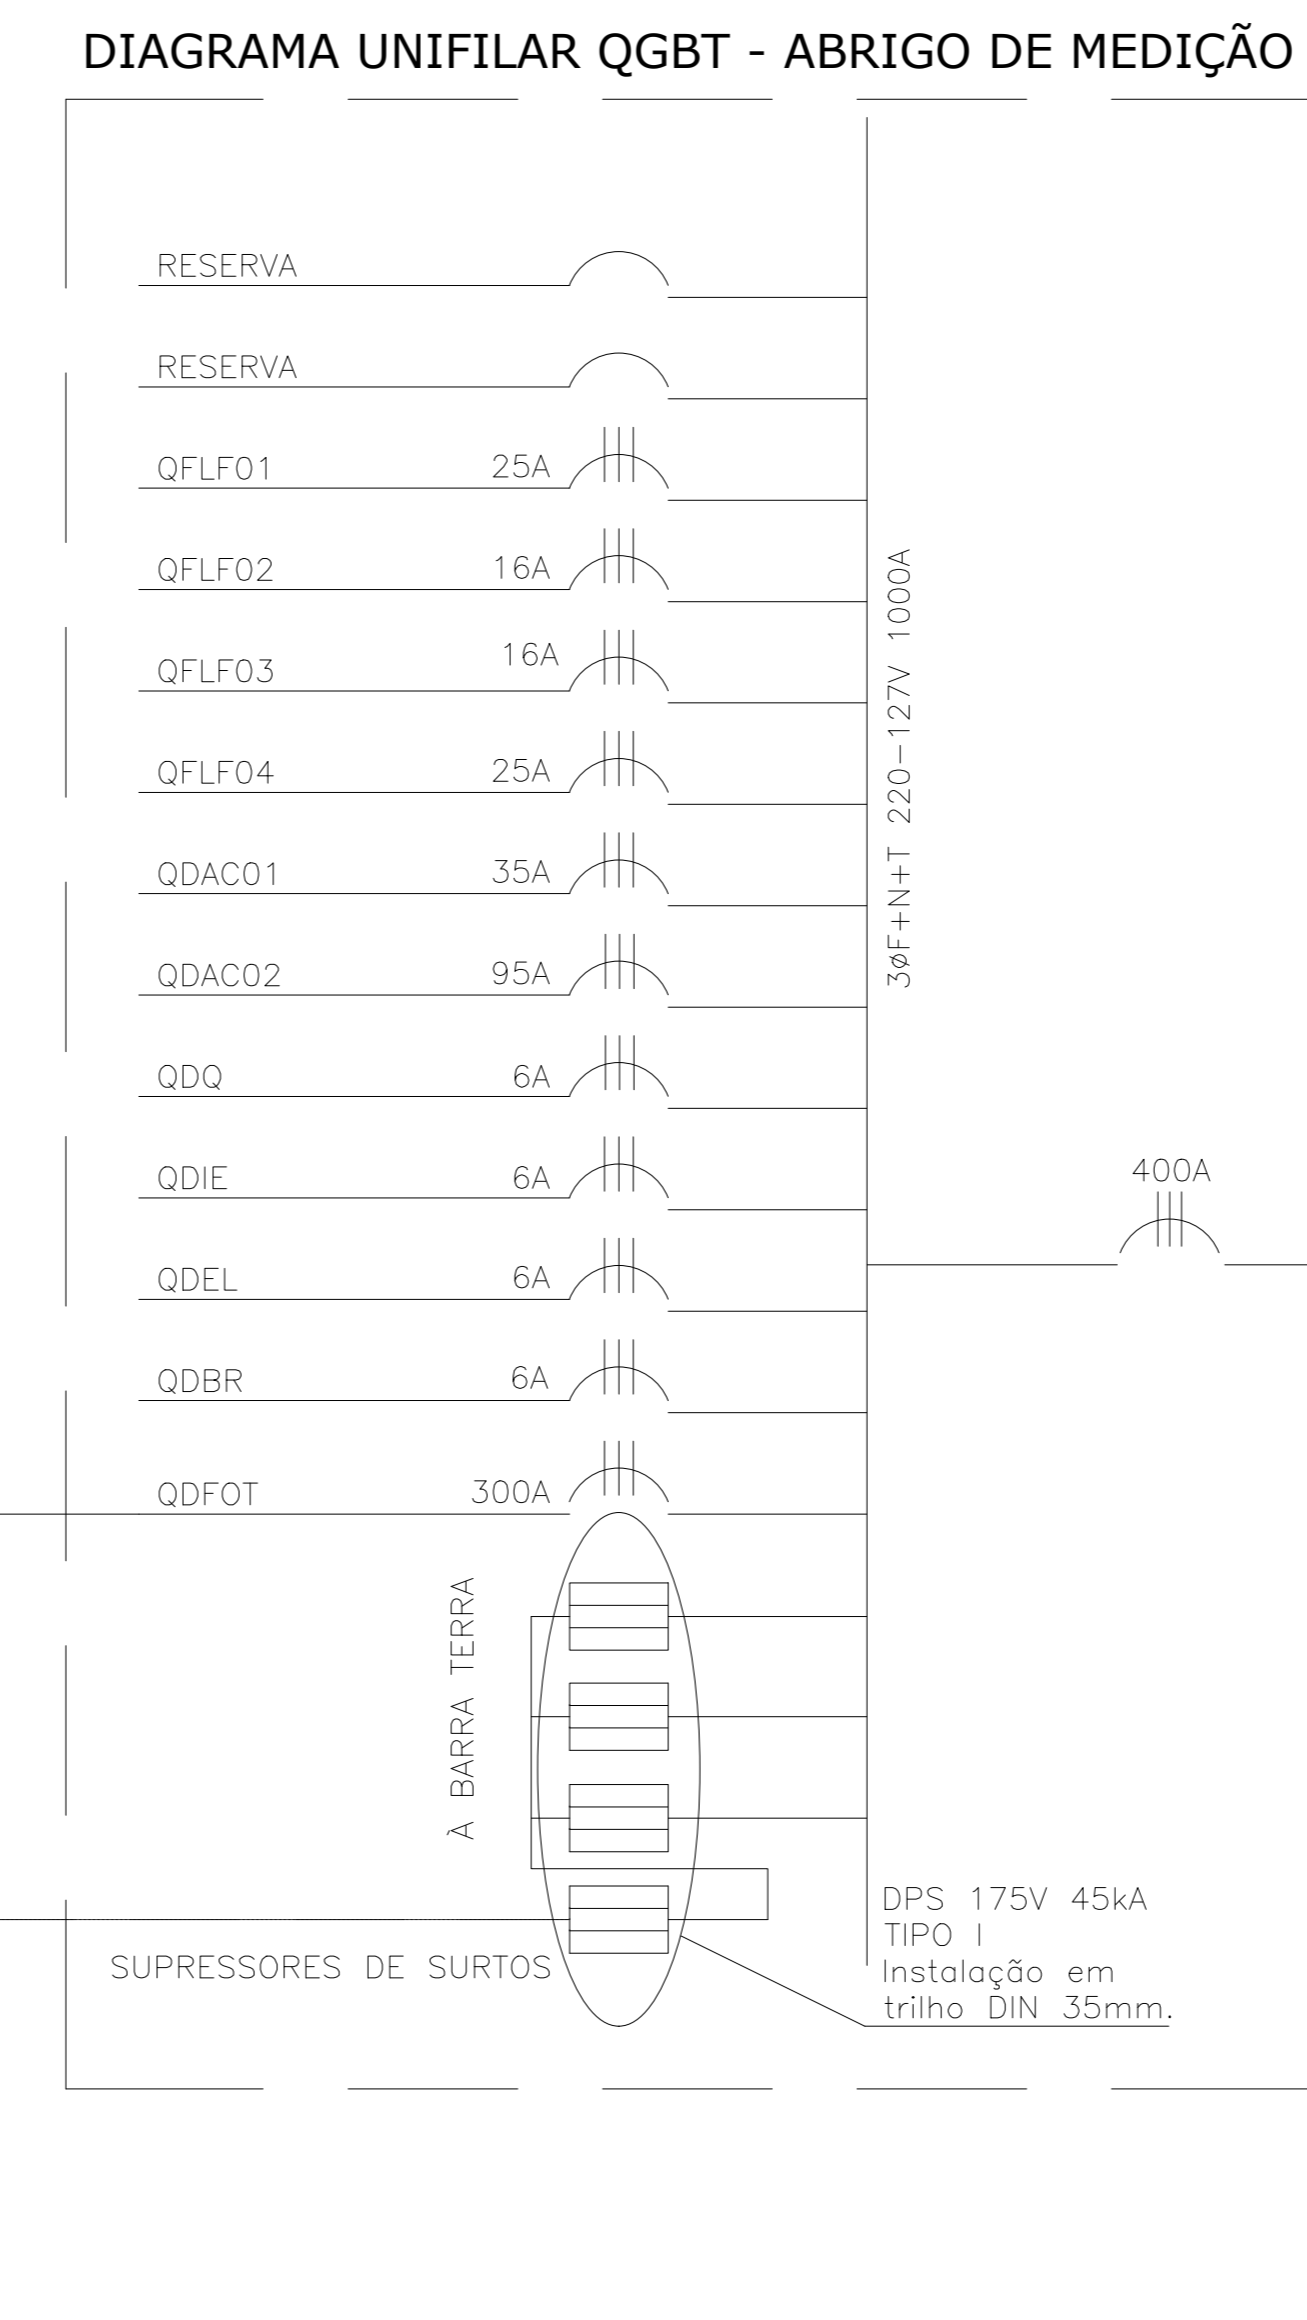 DIAGRAMA UNIFILAR QGBT - ABRIGO DE MEDIÇÃO
RESERVA
RESERVA
QFLF01 25A
QFLF02 16A
QFLF03 16A
QFLF04 25A
QDAC01 35A
QDAC02 95A
QDQ 6A
QDIE 6A
QDEL 6A
QDBR 6A
QDFOT 300A
3øF+N+T 220-127V 1000A
400A
À BARRA TERRA
SUPRESSORES DE SURTOS
DPS 175V 45kA
TIPO I
Instalação em
trilho DIN 35mm.